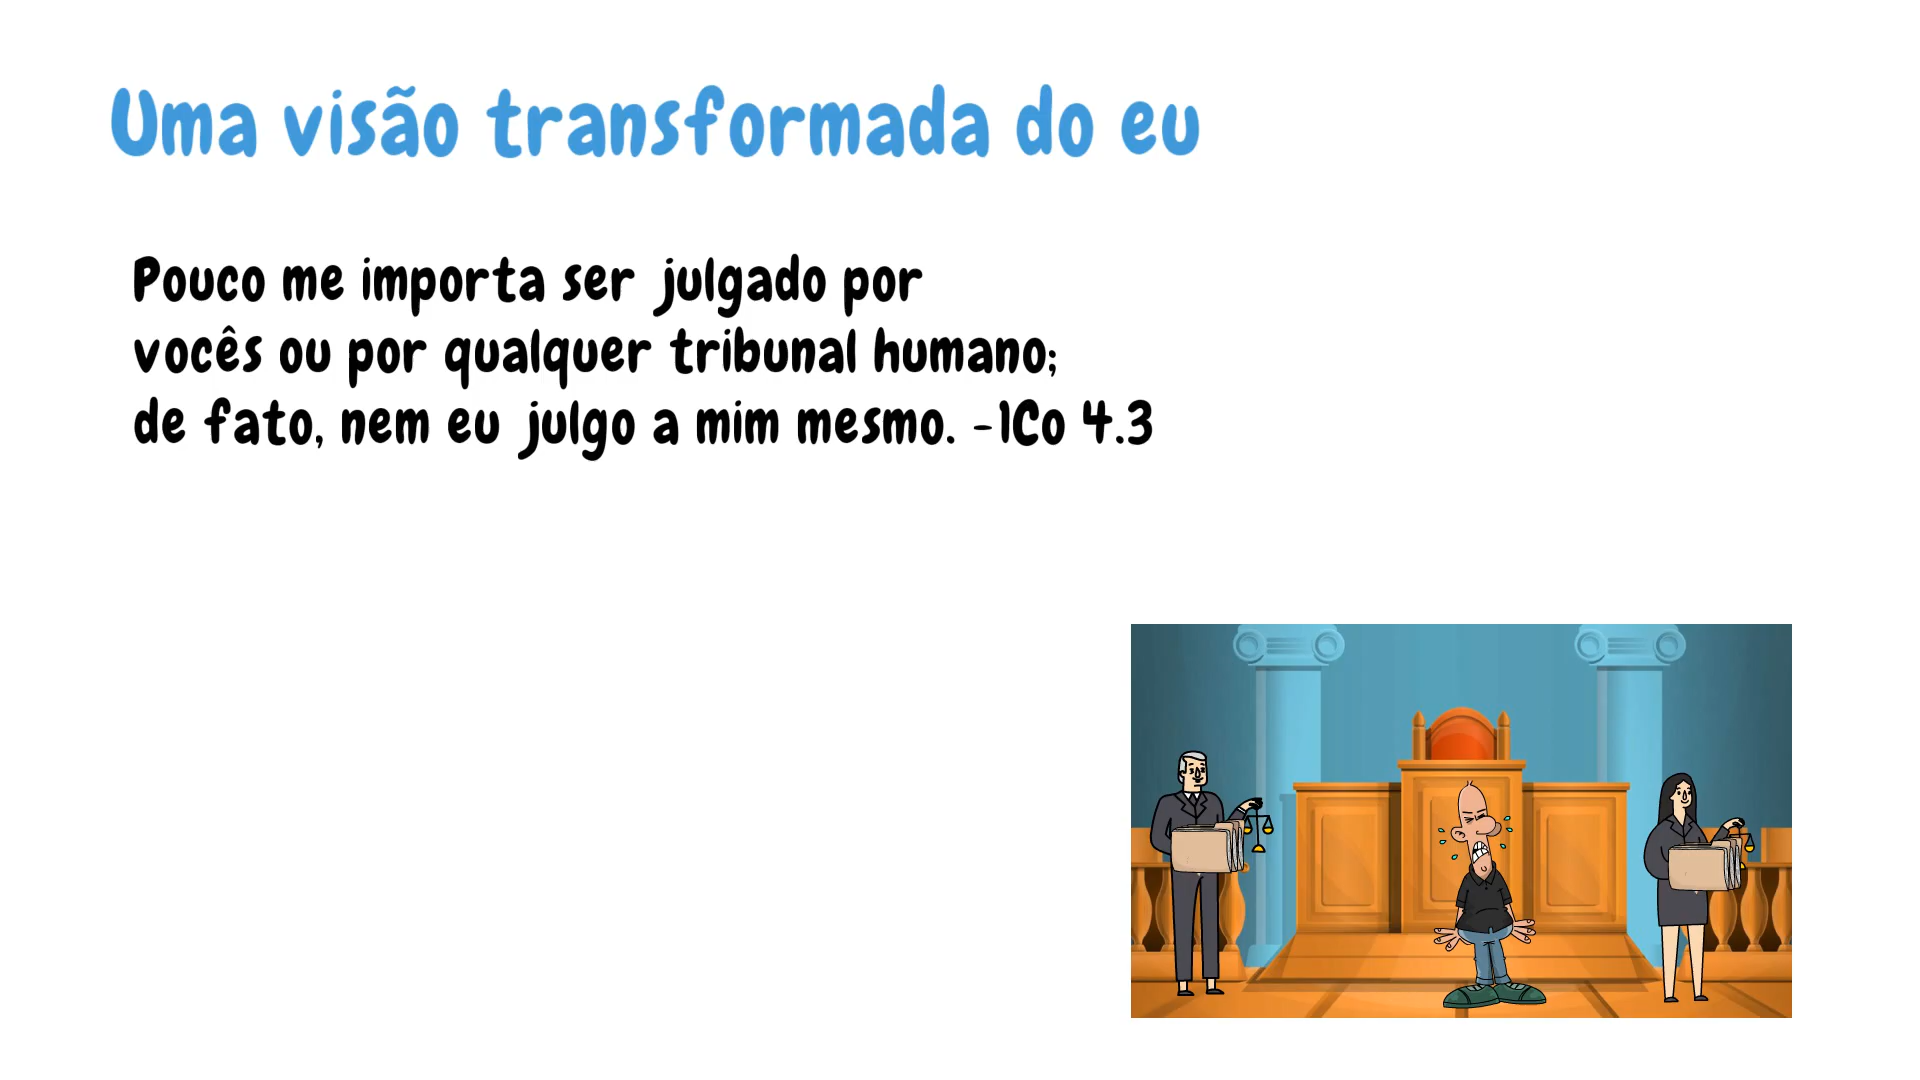 Uma visão transformada do eu
Pouco me importa ser julgado por
vocês ou por qualquer tribunal humano;
de fato, nem eu julgo a mim mesmo. -1Co 4.3